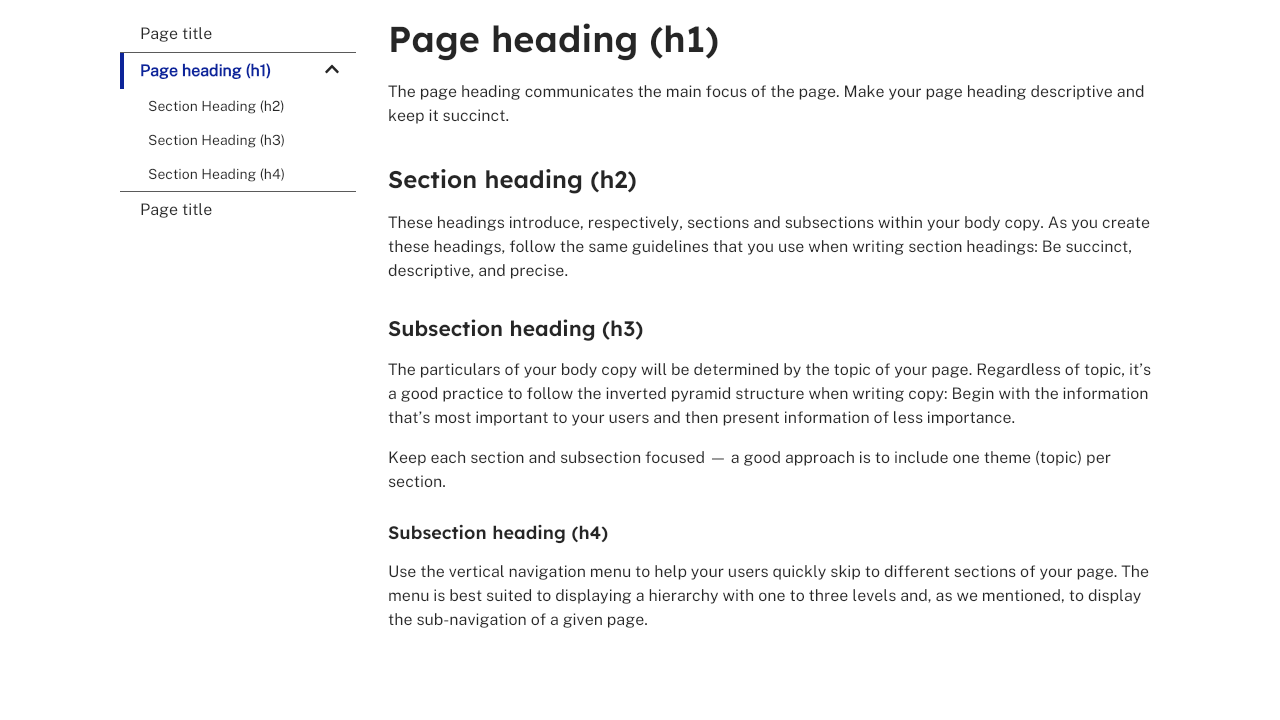 Page title
Page heading (h1)
Section Heading (h2)
Section Heading (h3)
Section Heading (h4)
Page title
Page heading (h1)
The page heading communicates the main focus of the page. Make your page heading descriptive and
keep it succinct.
Section heading (h2)
These headings introduce, respectively, sections and subsections within your body copy. As you create
these headings, follow the same guidelines that you use when writing section headings: Be succinct,
descriptive, and precise.
Subsection heading (h3)
The particulars of your body copy will be determined by the topic of your page. Regardless of topic, it’s
a good practice to follow the inverted pyramid structure when writing copy: Begin with the information
that’s most important to your users and then present information of less importance.
Keep each section and subsection focused — a good approach is to include one theme (topic) per
section.
Subsection heading (h4)
Use the vertical navigation menu to help your users quickly skip to different sections of your page. The
menu is best suited to displaying a hierarchy with one to three levels and, as we mentioned, to display
the sub-navigation of a given page.